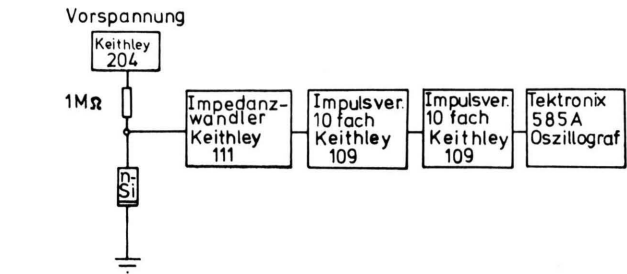 Vorspannung
Keithley
204
1MΩ
n-
Si
Impedanz-
wandler
Keithley
111
Impulsver.
10 fach
Keithley
109
Impulsver.
10 fach
Keithley
109
Tektronix
585A
Oszillograf